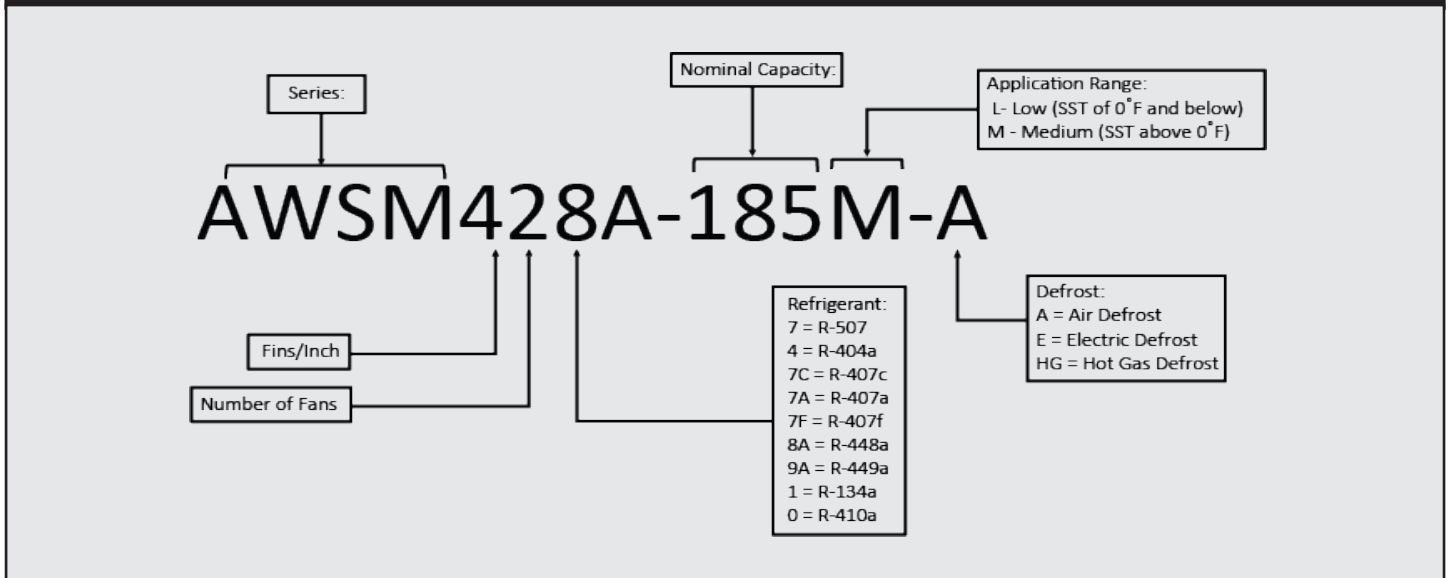 Series:
Nominal Capacity:
Application Range:
L- Low (SST of 0°F and below)
M - Medium (SST above 0°F)
AWSM428A-185M-A
Fins/Inch
Number of Fans
Refrigerant:
7 = R-507
4 = R-404a
7C = R-407c
7A = R-407a
7F = R-407f
8A = R-448a
9A = R-449a
1 = R-134a
0 = R-410a
Defrost:
A = Air Defrost
E = Electric Defrost
HG = Hot Gas Defrost